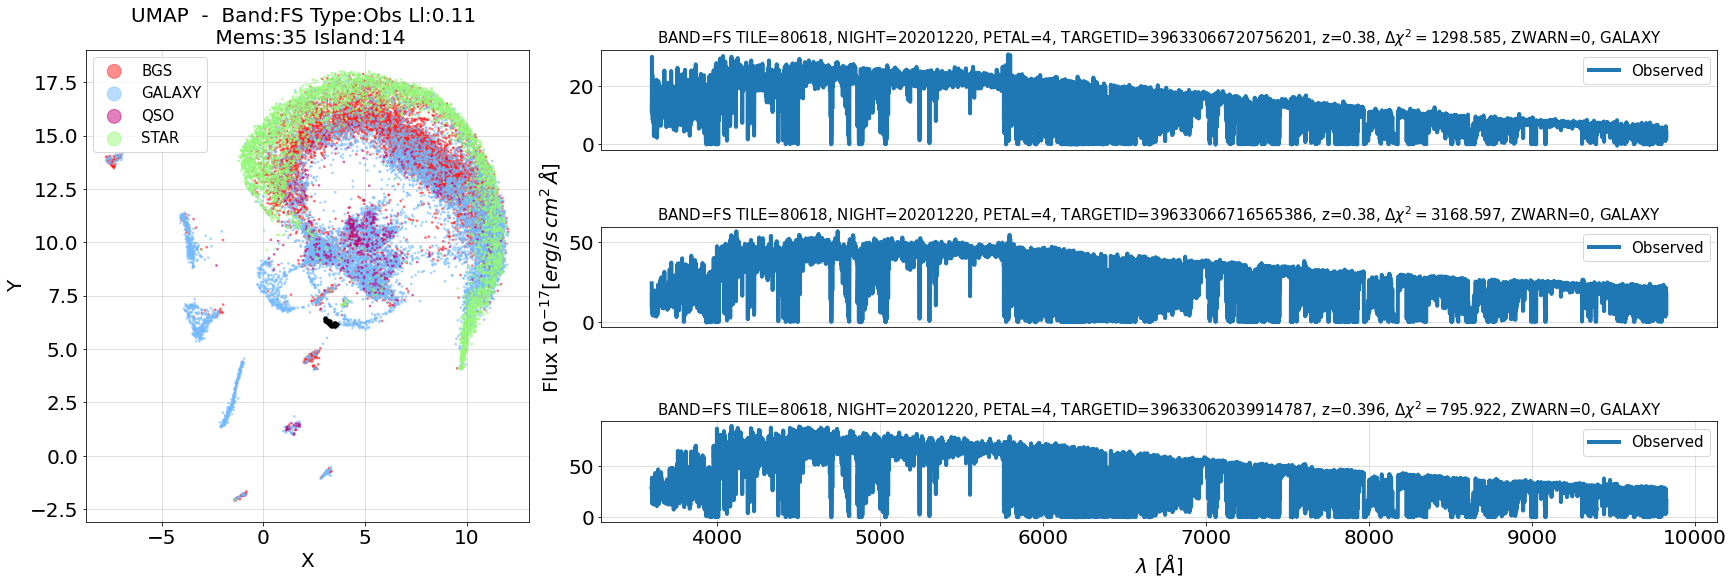 UMAP  -  Band:FS Type:Obs Ll:0.11
Mems:35 Island:14
BGS
GALAXY
QSO
STAR
17.5
15.0
12.5
10.0
7.5
5.0
2.5
0.0
−2.5
Y
−5
0
5
10
X
Flux 10⁻¹⁷[erg/s cm² Å]
BAND=FS TILE=80618, NIGHT=20201220, PETAL=4, TARGETID=39633066720756201, z=0.38, Δχ² = 1298.585, ZWARN=0, GALAXY
Observed
20
0
BAND=FS TILE=80618, NIGHT=20201220, PETAL=4, TARGETID=39633066716565386, z=0.38, Δχ² = 3168.597, ZWARN=0, GALAXY
Observed
50
0
BAND=FS TILE=80618, NIGHT=20201220, PETAL=4, TARGETID=39633062039914787, z=0.396, Δχ² = 795.922, ZWARN=0, GALAXY
Observed
50
0
4000
5000
6000
7000
8000
9000
10000
λ [Å]